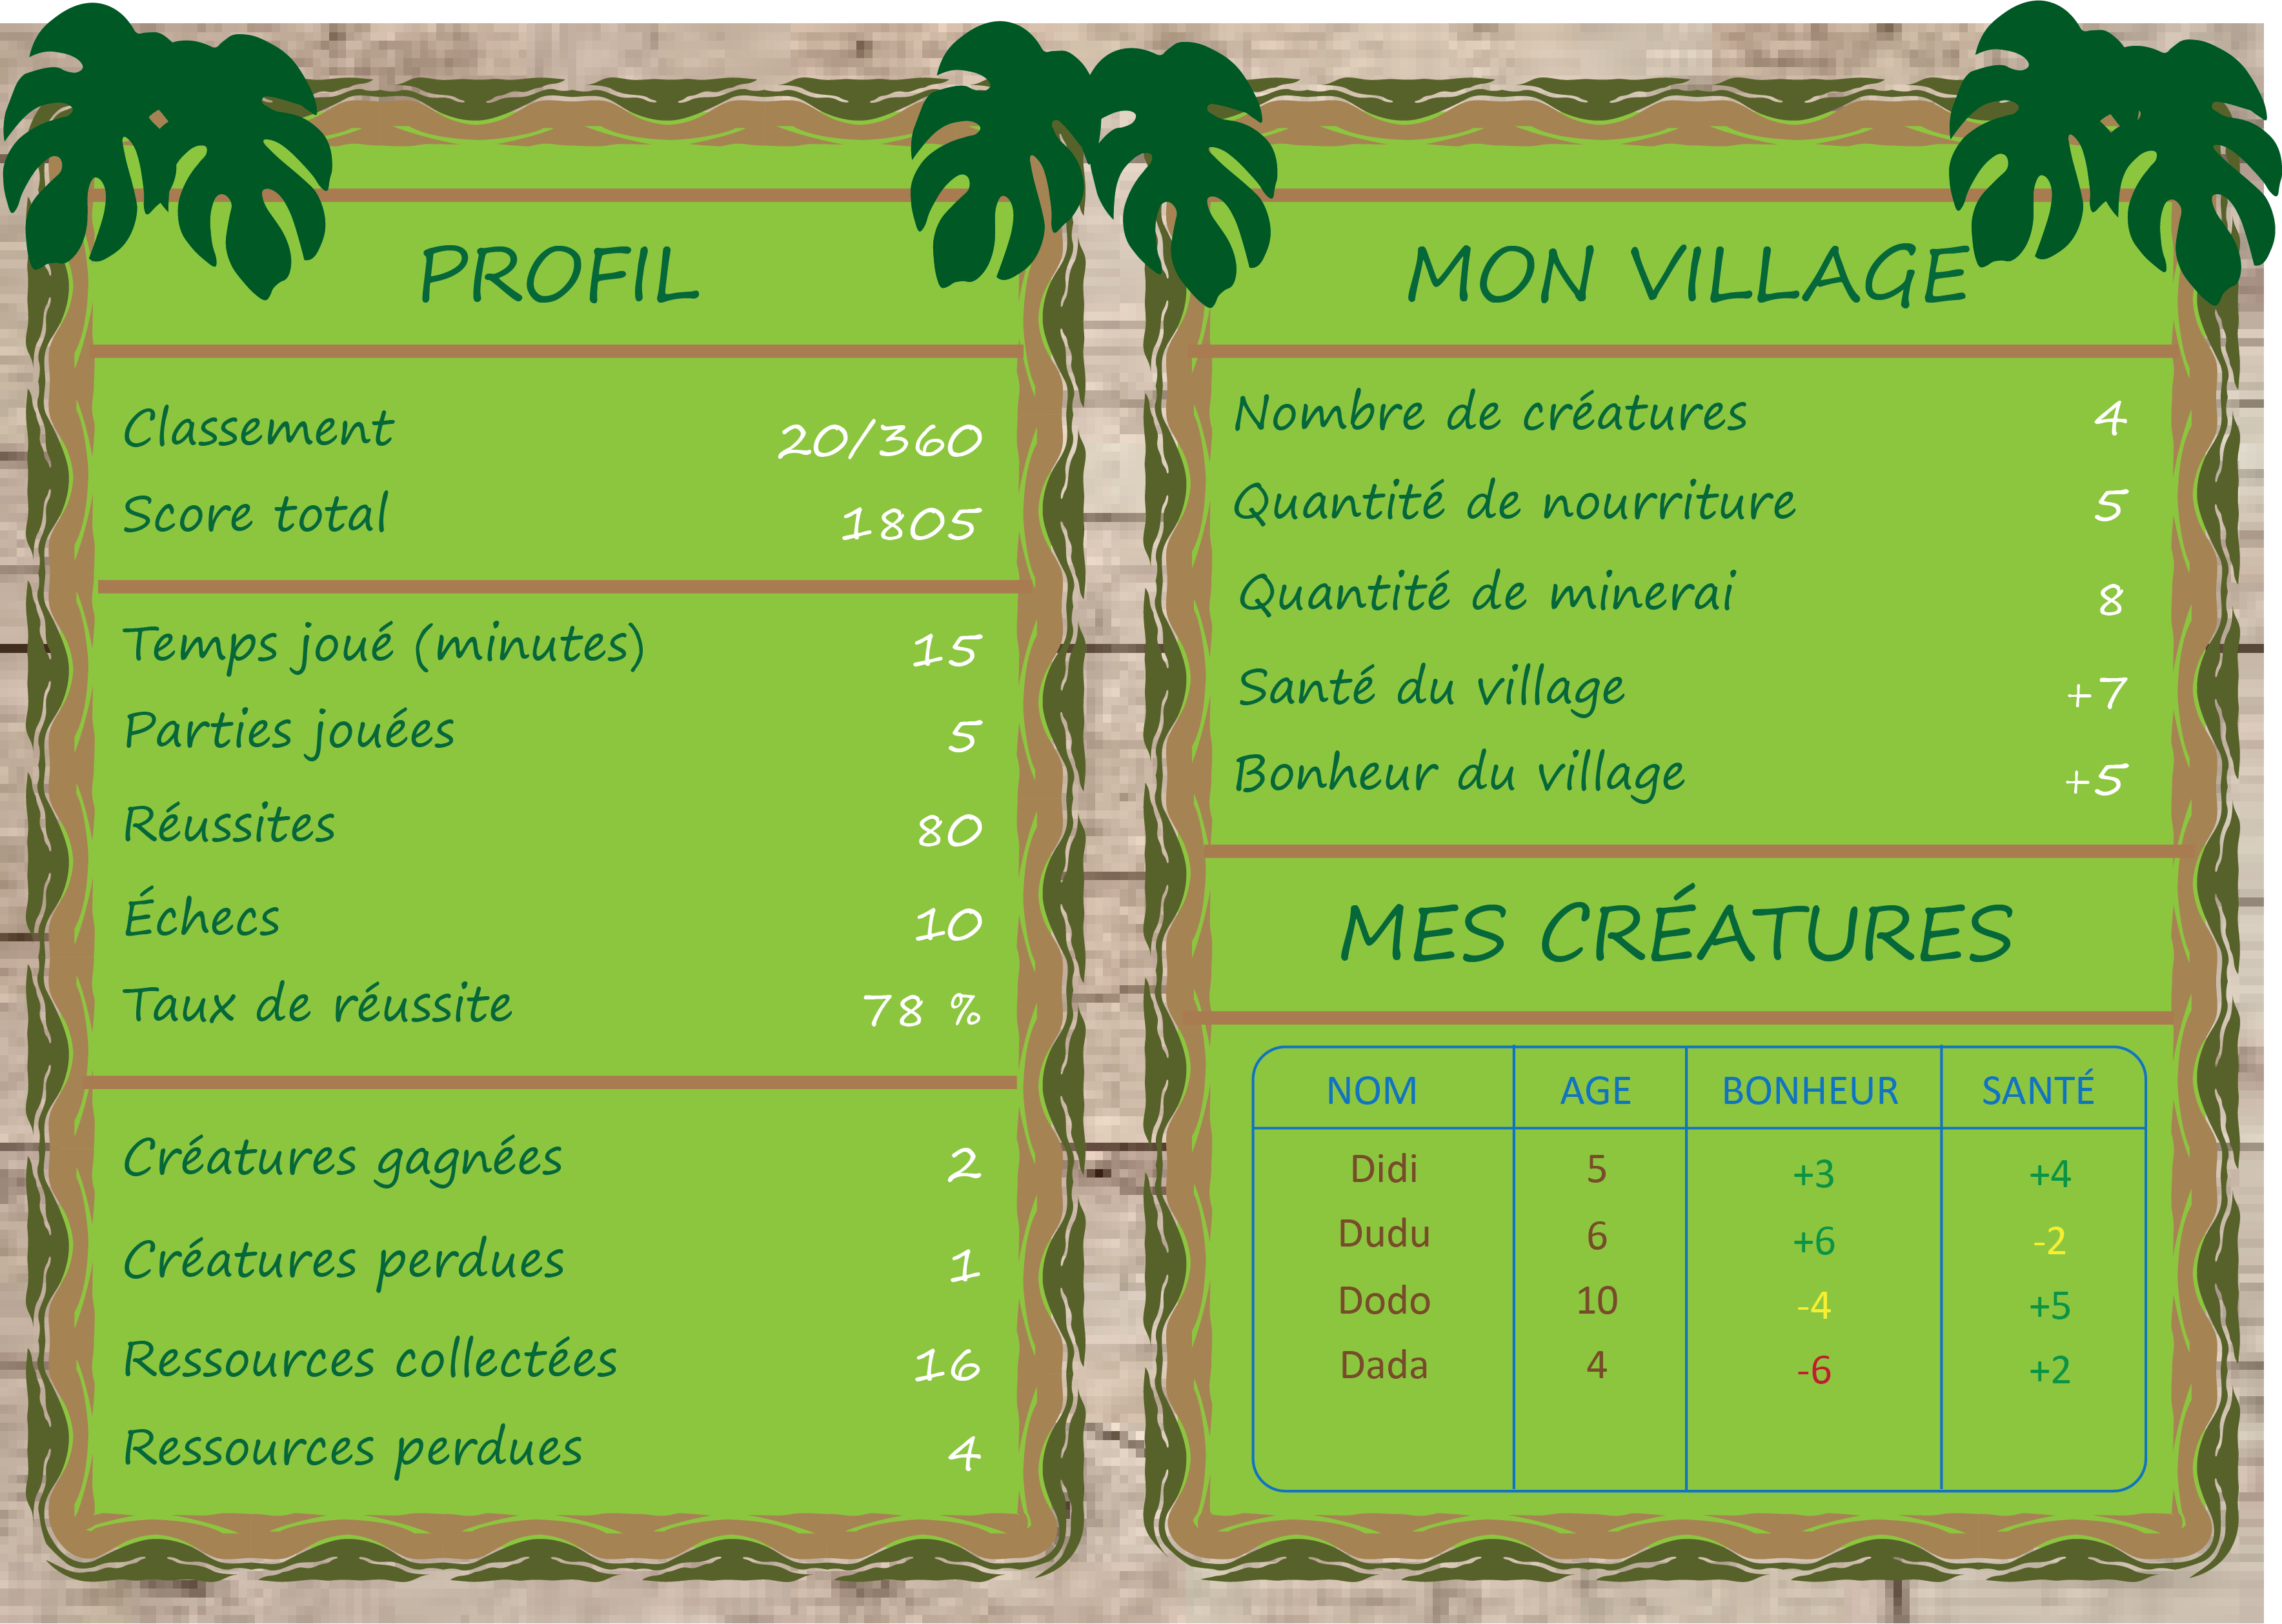 PROFIL
Classement 20/360
Score total 1805
Temps joué (minutes) 15
Parties jouées 5
Réussites 80
Échecs 10
Taux de réussite 78 %
Créatures gagnées 2
Créatures perdues 1
Ressources collectées 16
Ressources perdues 4
MON VILLAGE
Nombre de créatures 4
Quantité de nourriture 5
Quantité de minerai 8
Santé du village +7
Bonheur du village +5
MES CRÉATURES
NOM AGE BONHEUR SANTÉ
Didi 5 +3 +4
Dudu 6 +6 -2
Dodo 10 -4 +5
Dada 4 -6 +2